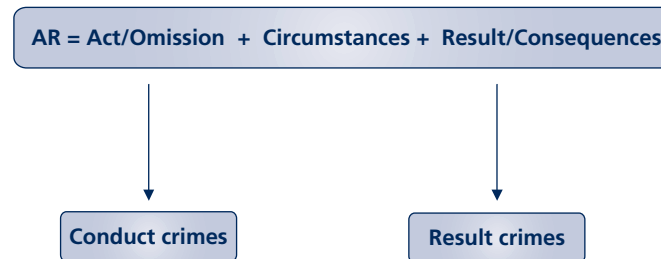 AR = Act/Omission + Circumstances + Result/Consequences
Conduct crimes
Result crimes